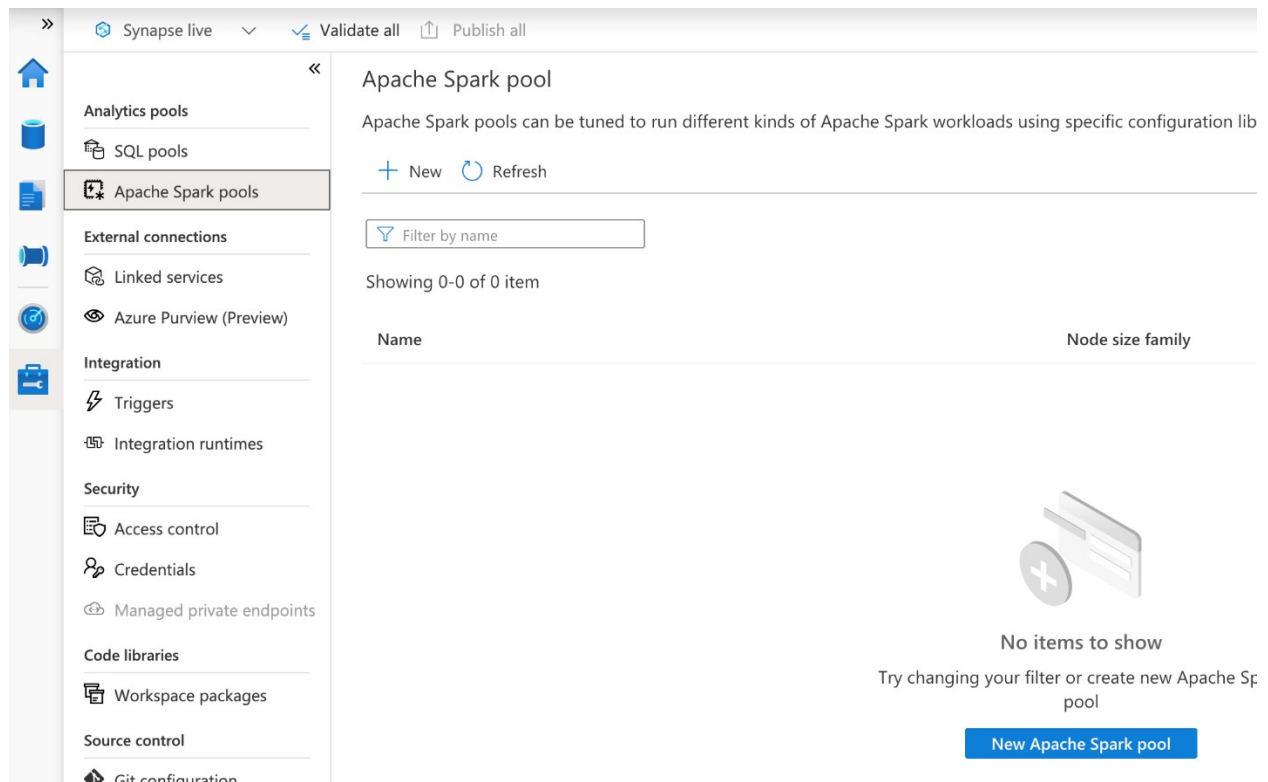 Synapse live
Validate all
Publish all
Analytics pools
SQL pools
Apache Spark pools
External connections
Linked services
Azure Purview (Preview)
Integration
Triggers
Integration runtimes
Security
Access control
Credentials
Managed private endpoints
Code libraries
Workspace packages
Source control
Git configuration
Apache Spark pool
Apache Spark pools can be tuned to run different kinds of Apache Spark workloads using specific configuration lib
New
Refresh
Filter by name
Showing 0-0 of 0 item
Name
Node size family
No items to show
Try changing your filter or create new Apache Sp
pool
New Apache Spark pool